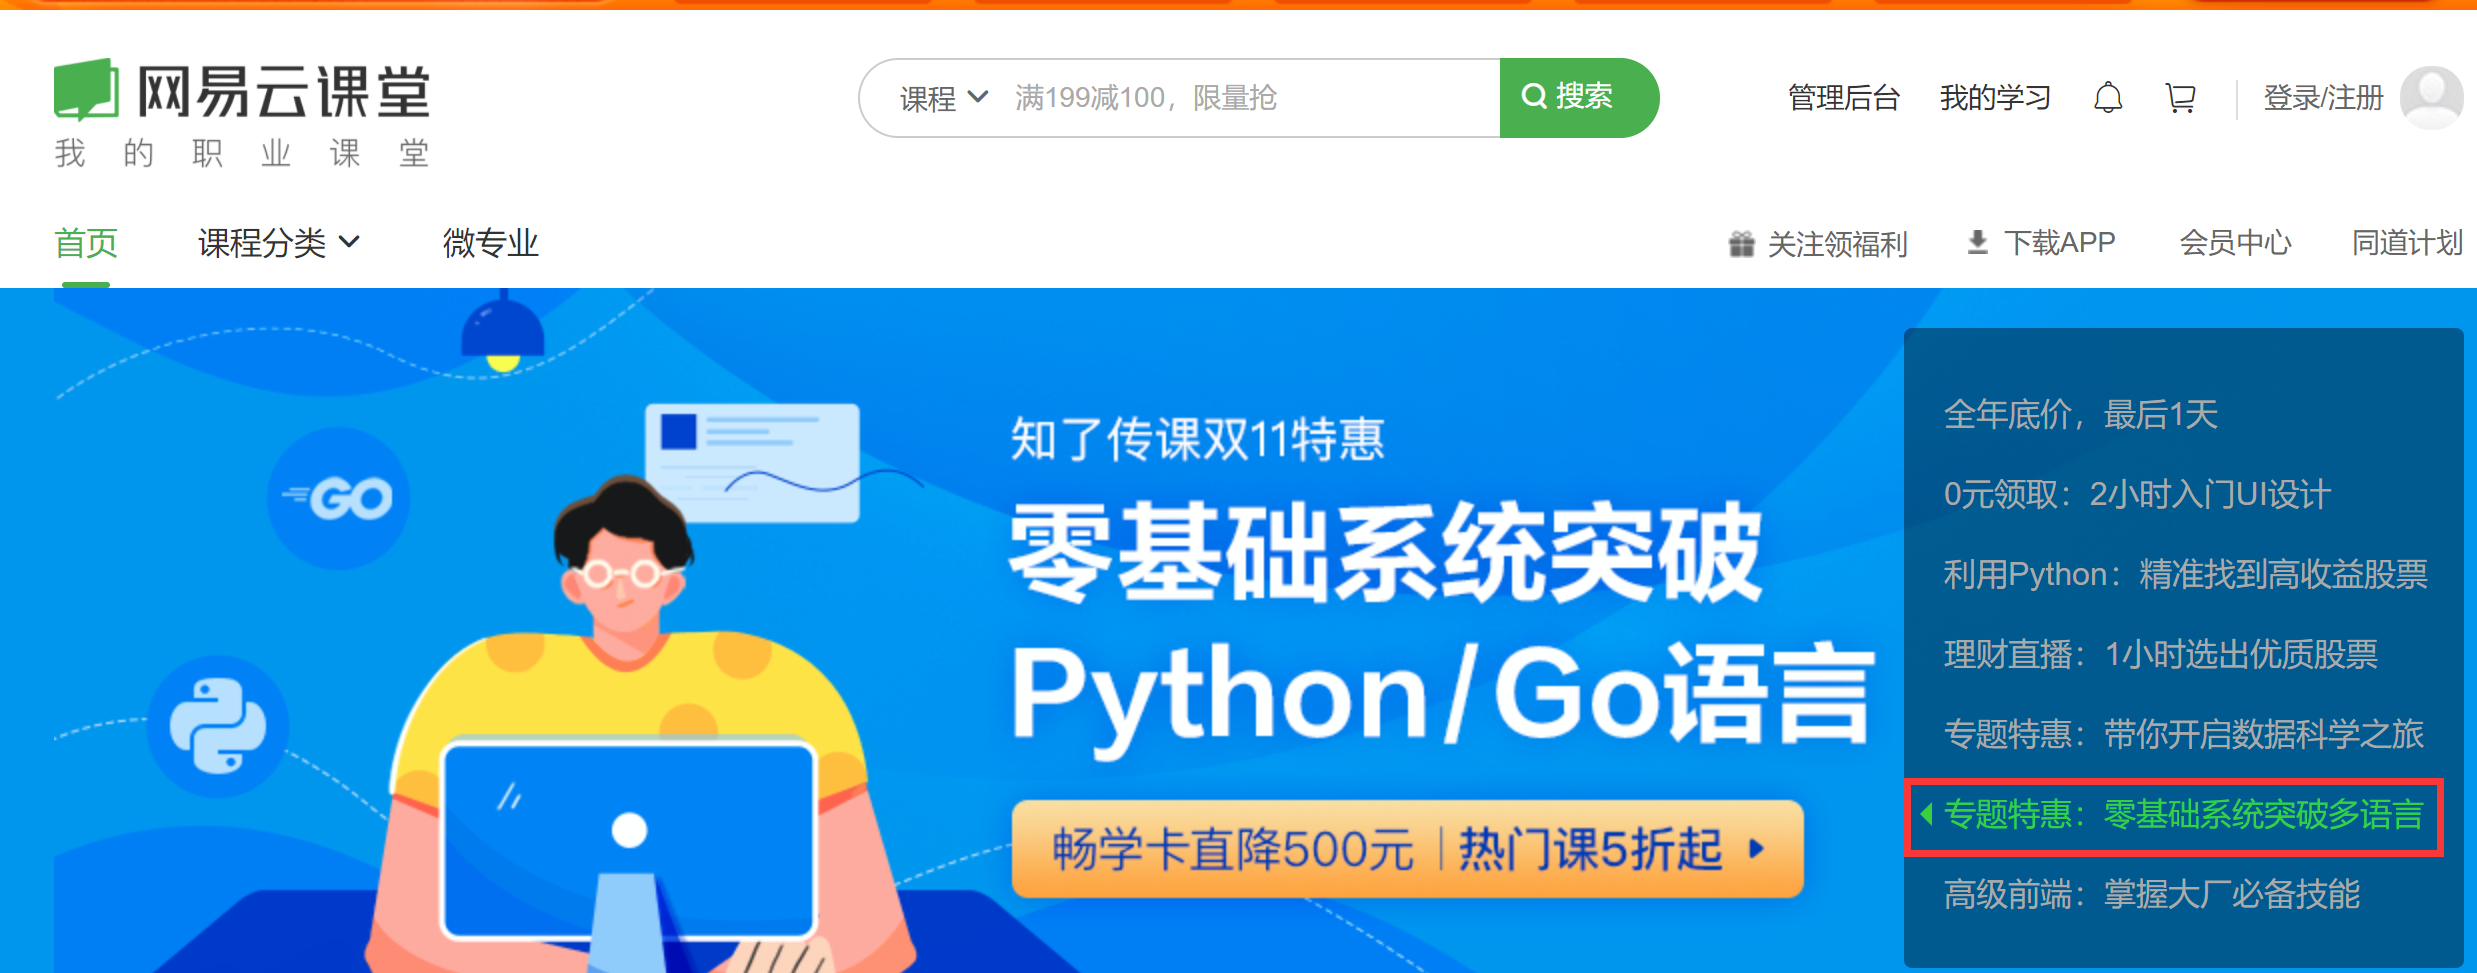 网易云课堂
我的职业课堂
课程 满199减100，限量抢 搜索
管理后台 我的学习 登录/注册
首页 课程分类 微专业
关注领福利 下载APP 会员中心 同道计划
GO
知了传课双11特惠
零基础系统突破
Python/Go语言
畅学卡直降500元 | 热门课5折起
全年底价，最后1天
0元领取：2小时入门UI设计
利用Python：精准找到高收益股票
理财直播：1小时选出优质股票
专题特惠：带你开启数据科学之旅
专题特惠：零基础系统突破多语言
高级前端：掌握大厂必备技能